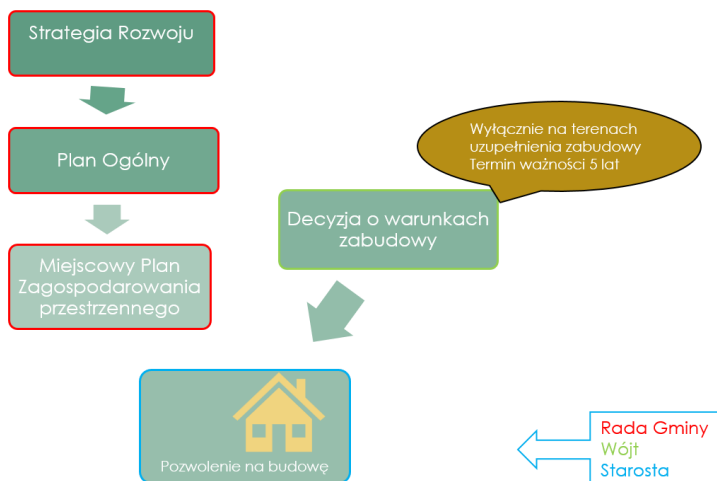 Strategia Rozwoju
Plan Ogólny
Miejscowy Plan
Zagospodarowania
przestrzennego
Wyłącznie na terenach
uzupełnienia zabudowy
Termin ważności 5 lat
Decyzja o warunkach
zabudowy
Pozwolenie na budowę
Rada Gminy
Wójt
Starosta